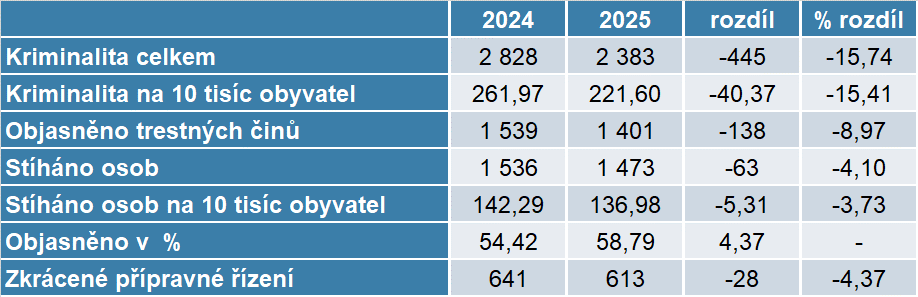 2024 2025 rozdíl % rozdíl
Kriminalita celkem 2 828 2 383 -445 -15,74
Kriminalita na 10 tisíc obyvatel 261,97 221,60 -40,37 -15,41
Objasněno trestných činů 1 539 1 401 -138 -8,97
Stíháno osob 1 536 1 473 -63 -4,10
Stíháno osob na 10 tisíc obyvatel 142,29 136,98 -5,31 -3,73
Objasněno v % 54,42 58,79 4,37 -
Zkrácené přípravné řízení 641 613 -28 -4,37